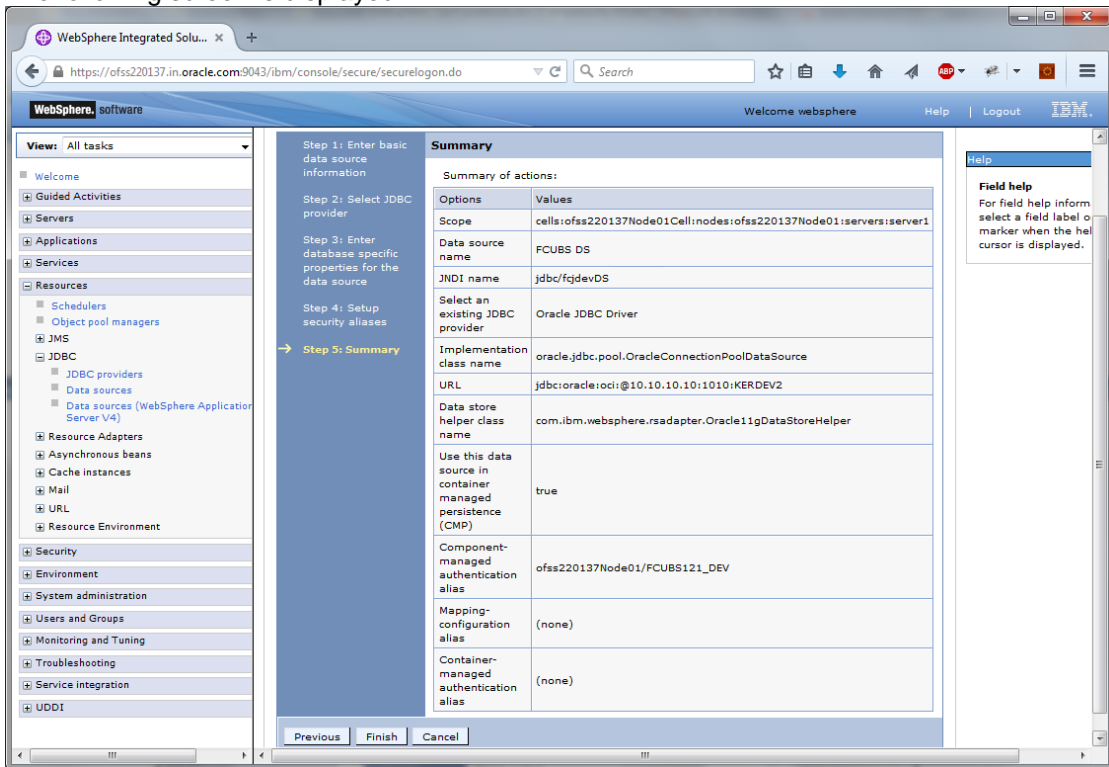 WebSphere Integrated Solu...
https://ofss220137.in.oracle.com:9043/ibm/console/secure/securelogon.do
Search
ABP
WebSphere. software
Welcome websphere
Help
Logout
IBM.
View: All tasks
Welcome
Guided Activities
Servers
Applications
Services
Resources
Schedulers
Object pool managers
JMS
JDBC
JDBC providers
Data sources
Data sources (WebSphere Application
Server V4)
Resource Adapters
Asynchronous beans
Cache instances
Mail
URL
Resource Environment
Security
Environment
System administration
Users and Groups
Monitoring and Tuning
Troubleshooting
Service integration
UDDI
Step 1: Enter basic
data source
information
Step 2: Select JDBC
provider
Step 3: Enter
database specific
properties for the
data source
Step 4: Setup
security aliases
Step 5: Summary
Summary
Summary of actions:
Options Values
Scope cells:ofss220137Node01Cell:nodes:ofss220137Node01:servers:server1
Data source
name
FCUBS DS
JNDI name jdbc/fcjdevDS
Select an
existing JDBC
provider
Oracle JDBC Driver
Implementation
class name
oracle.jdbc.pool.OracleConnectionPoolDataSource
URL jdbc:oracle:oci:@10.10.10.10:1010:KERDEV2
Data store
helper class
name
com.ibm.websphere.rsadapter.Oracle11gDataStoreHelper
Use this data
source in
container
managed
persistence
(CMP)
true
Component-
managed
authentication
alias
ofss220137Node01/FCUBS121_DEV
Mapping-
configuration
alias
(none)
Container-
managed
authentication
alias
(none)
Previous Finish Cancel
Help
Field help
For field help inform
select a field label o
marker when the hel
cursor is displayed.